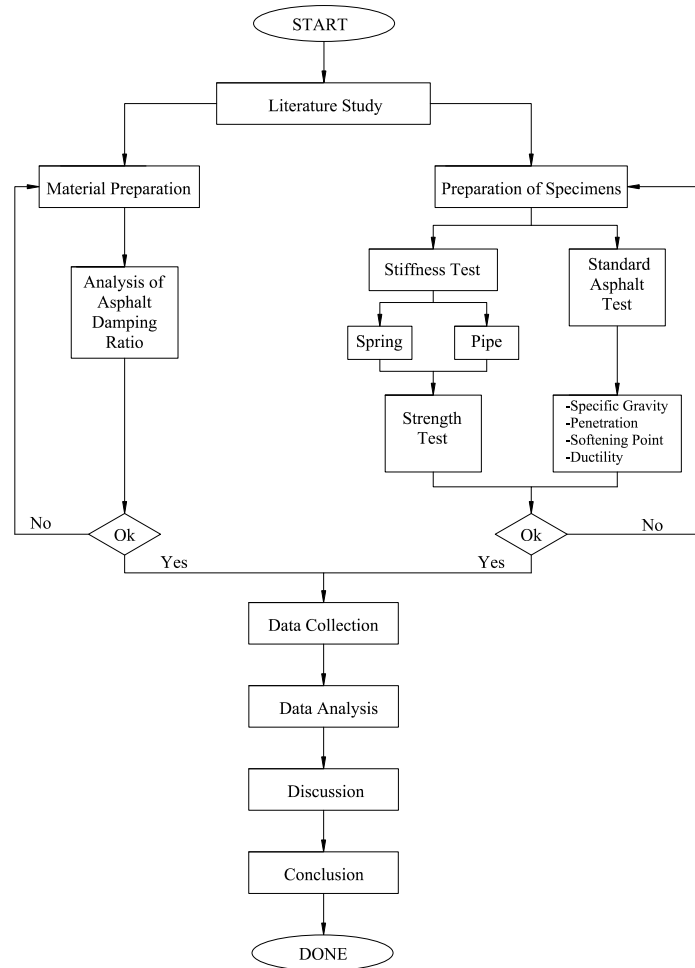 START
Literature Study
Material Preparation
Preparation of Specimens
Analysis of
Asphalt
Damping
Ratio
Stiffness Test
Standard
Asphalt
Test
Spring
Pipe
Strength
Test
-Specific Gravity
-Penetration
-Softening Point
-Ductility
No
Ok
Yes
Yes
Ok
No
Data Collection
Data Analysis
Discussion
Conclusion
DONE